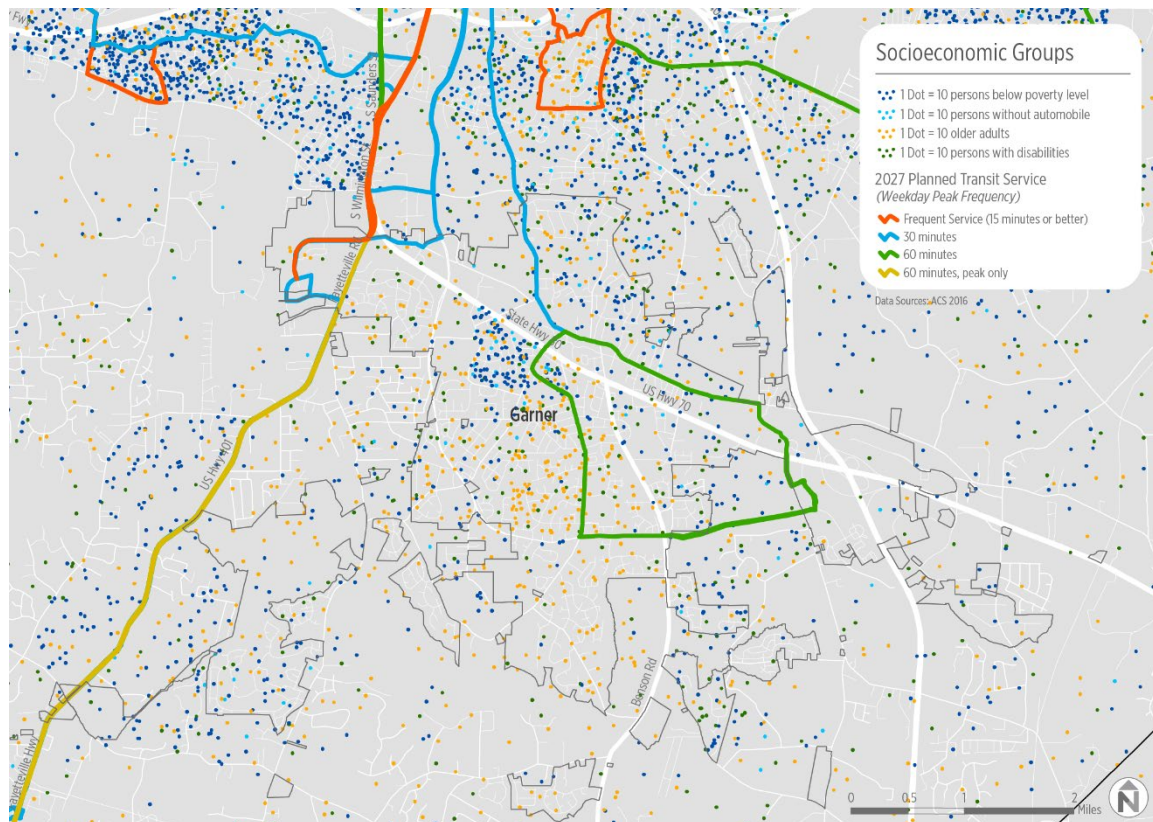 Fwy
S Saunders S
S Wilmington St
Fayetteville Rd
State Hwy 70
US Hwy 70
Garner
US Hwy 401
Benson Rd
Fayetteville Hwy
Socioeconomic Groups
1 Dot = 10 persons below poverty level
1 Dot = 10 persons without automobile
1 Dot = 10 older adults
1 Dot = 10 persons with disabilities
2027 Planned Transit Service
(Weekday Peak Frequency)
Frequent Service (15 minutes or better)
30 minutes
60 minutes
60 minutes, peak only
Data Sources: ACS 2016
0 0.5 1 2
Miles
N